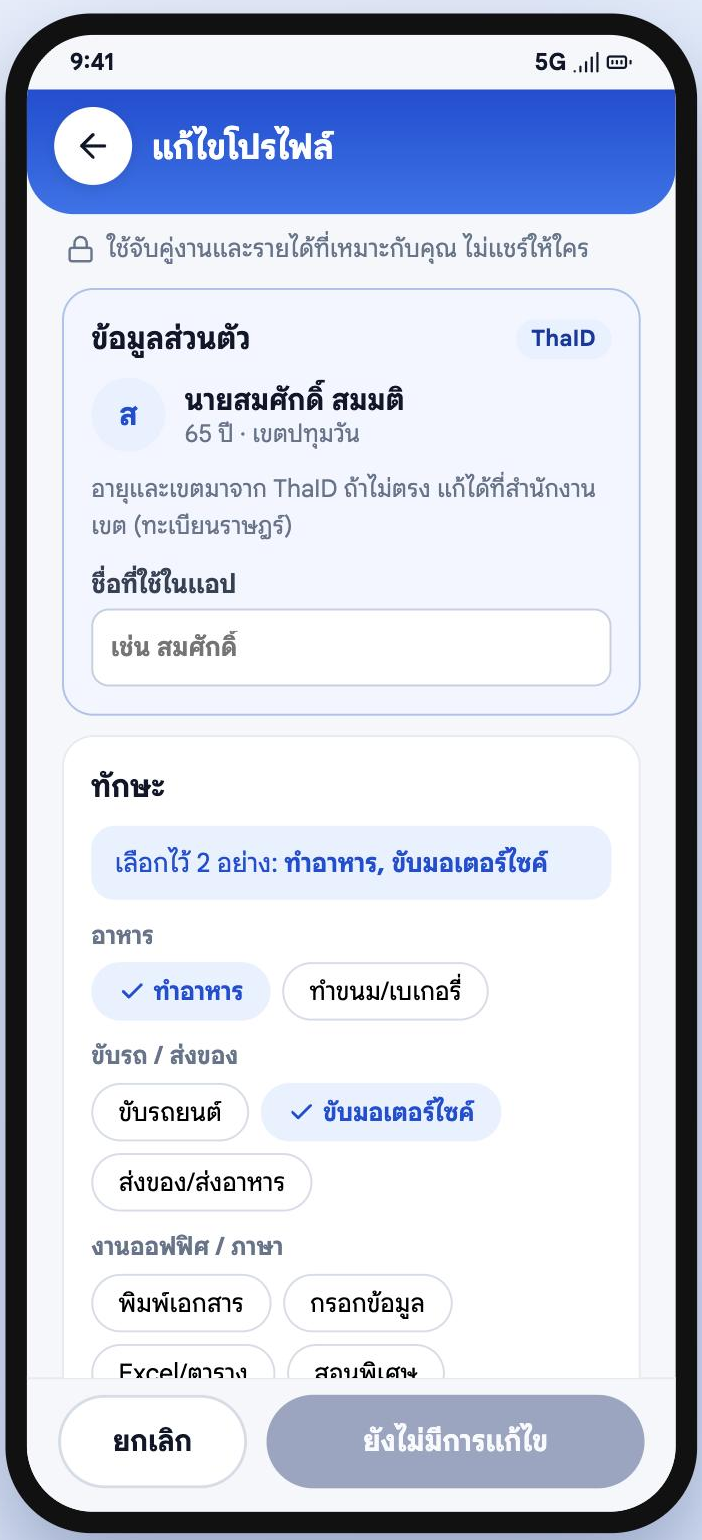 9:41
5G
แก้ไขโปรไฟล์
ใช้จับคู่งานและรายได้ที่เหมาะกับคุณ ไม่แชร์ให้ใคร
ข้อมูลส่วนตัว
ThaID
ส
นายสมศักดิ์ สมมติ
65 ปี · เขตปทุมวัน
อายุและเขตมาจาก ThaID ถ้าไม่ตรง แก้ได้ที่สำนักงาน
เขต (ทะเบียนราษฎร์)
ชื่อที่ใช้ในแอป
เช่น สมศักดิ์
ทักษะ
เลือกไว้ 2 อย่าง: ทำอาหาร, ขับมอเตอร์ไซค์
อาหาร
ทำอาหาร
ทำขนม/เบเกอรี่
ขับรถ / ส่งของ
ขับรถยนต์
ขับมอเตอร์ไซค์
ส่งของ/ส่งอาหาร
งานออฟฟิศ / ภาษา
พิมพ์เอกสาร
กรอกข้อมูล
Excel/ตาราง
สอนพิเศษ
ยกเลิก
ยังไม่มีการแก้ไข